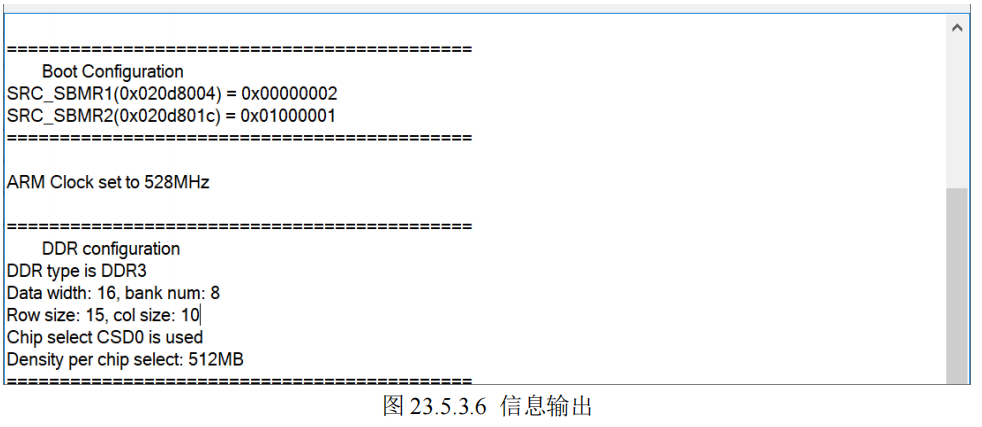 ============================================
Boot Configuration
SRC_SBMR1(0x020d8004) = 0x00000002
SRC_SBMR2(0x020d801c) = 0x01000001
============================================
ARM Clock set to 528MHz
============================================
DDR configuration
DDR type is DDR3
Data width: 16, bank num: 8
Row size: 15, col size: 10
Chip select CSD0 is used
Density per chip select: 512MB
============================================
图 23.5.3.6 信息输出